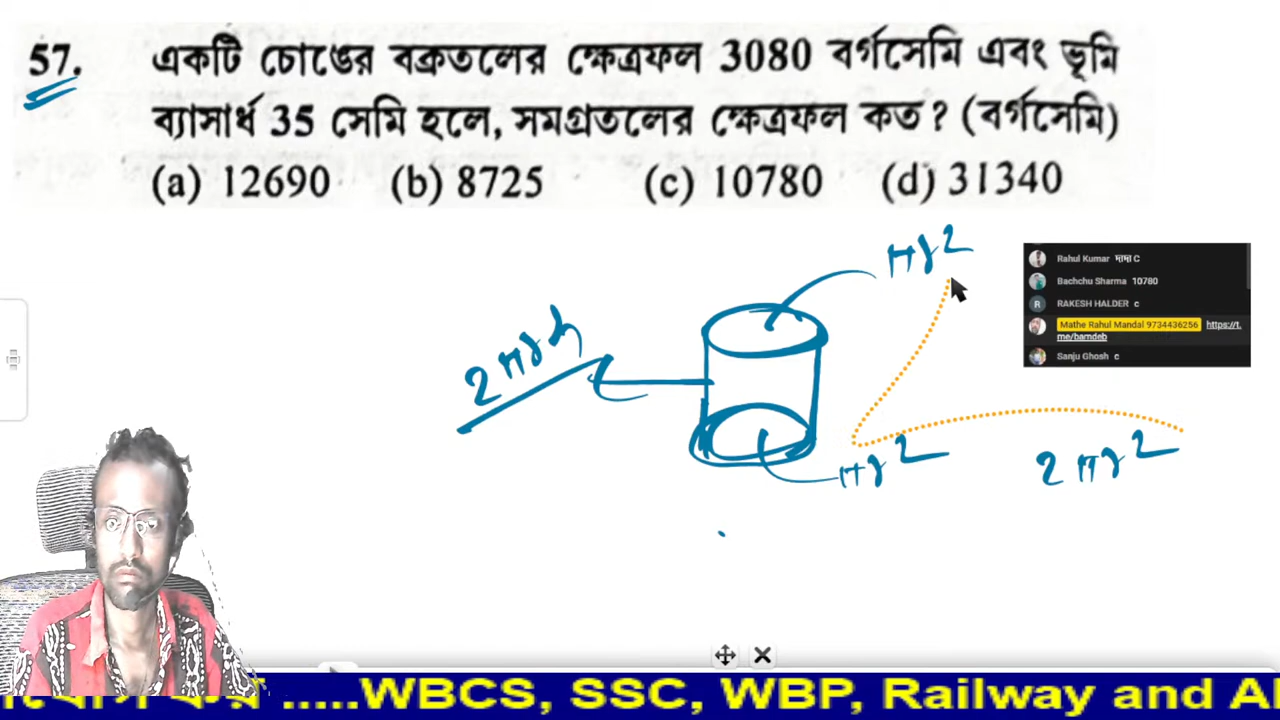 57. একটি চোঙের বক্রতলের ক্ষেত্রফল 3080 বর্গসেমি এবং ভূমি
ব্যাসার্ধ 35 সেমি হলে, সমগ্রতলের ক্ষেত্রফল কত? (বর্গসেমি)
(a) 12690 (b) 8725 (c) 10780 (d) 31340
πr2
Rahul Kumar দাদা C
Bachchu Sharma 10780
R RAKESH HALDER c
Mathe Rahul Mandal 9734436256 https://t.
me/bamdeb
Sanju Ghosh c
2πrh
πr2
2πr2
.....WBCS, SSC, WBP, Railway and Al